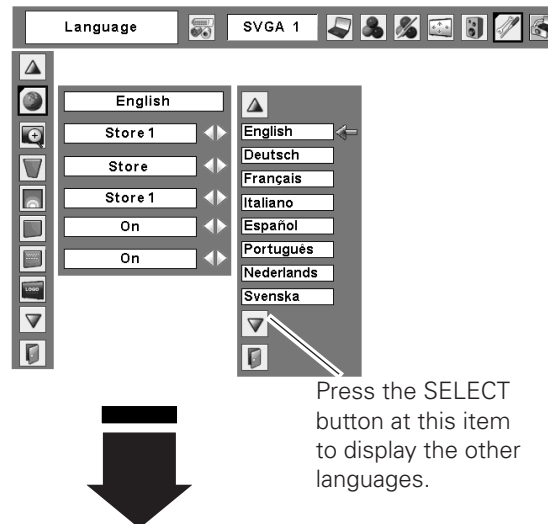 Language
SVGA 1
English
Store 1
Store
Store 1
On
On
English
Deutsch
Français
Italiano
Español
Português
Nederlands
Svenska
LOGO
Press the SELECT
button at this item
to display the other
languages.